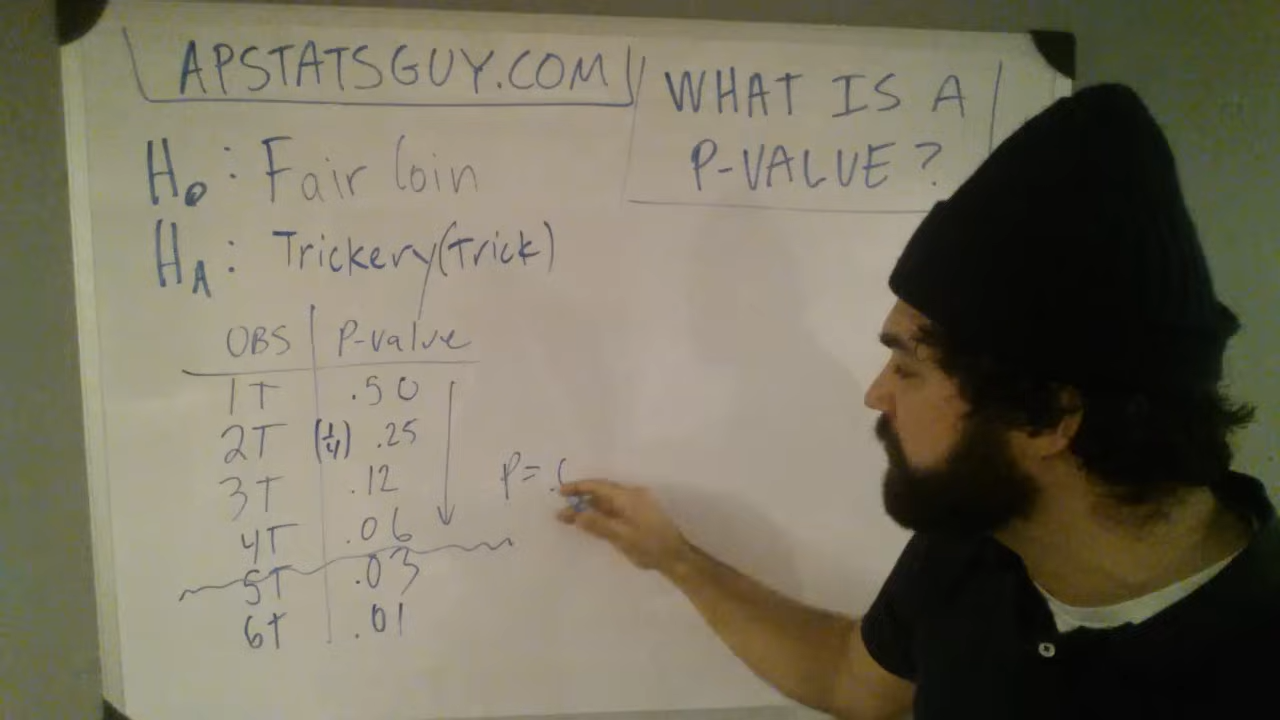 APSTATSGUY.COM
WHAT IS A
P-VALUE?
H0: Fair Coin
HA: Trickery(Trick)
OBS P-value
1T .50
2T (1/4) .25
3T .12
4T .06
5T .03
6T .01
P= .0